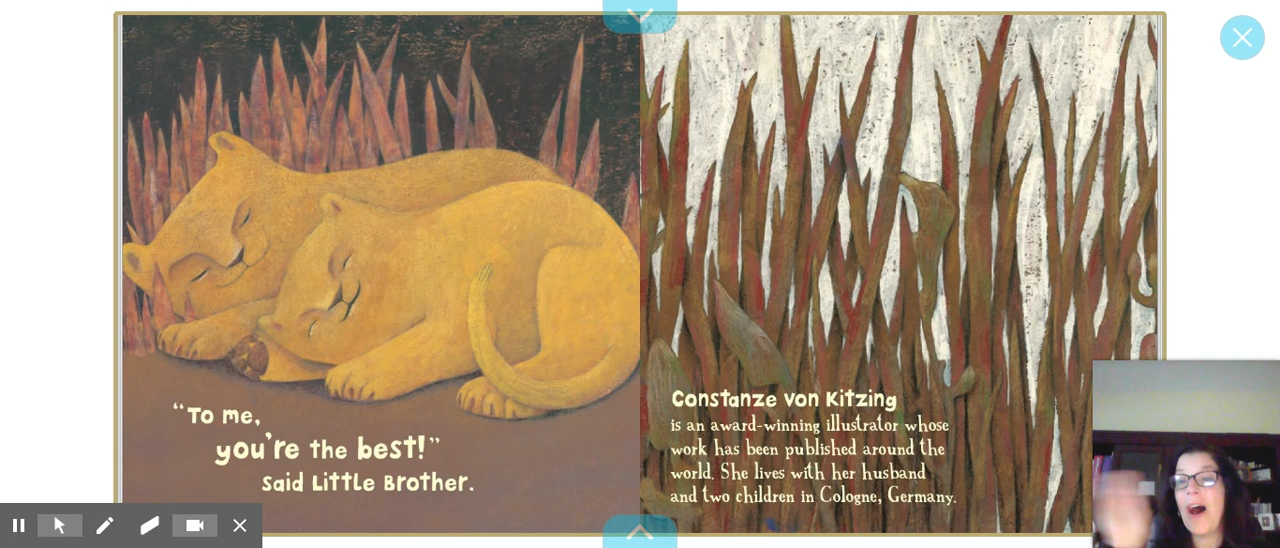 “To me,
you’re the best!”
said Little Brother.
Constanze von Kitzing
is an award-winning illustrator whose
work has been published around the
world. She lives with her husband
and two children in Cologne, Germany.